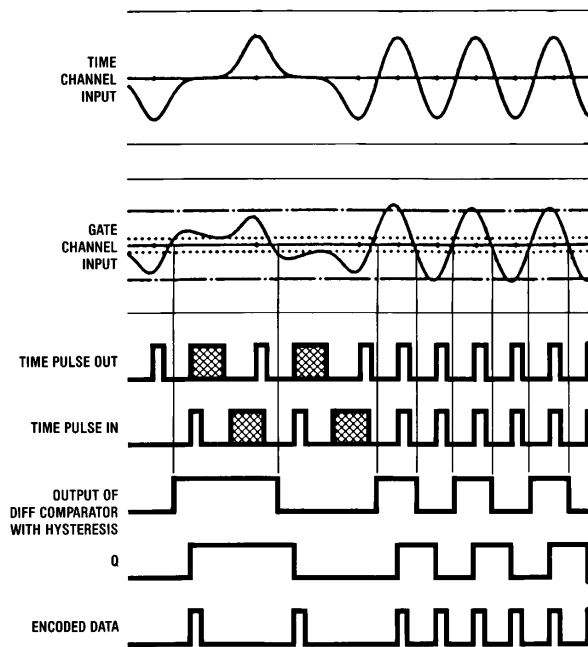 TIME
CHANNEL
INPUT
GATE
CHANNEL
INPUT
TIME PULSE OUT
TIME PULSE IN
OUTPUT OF
DIFF COMPARATOR
WITH HYSTERESIS
Q
ENCODED DATA